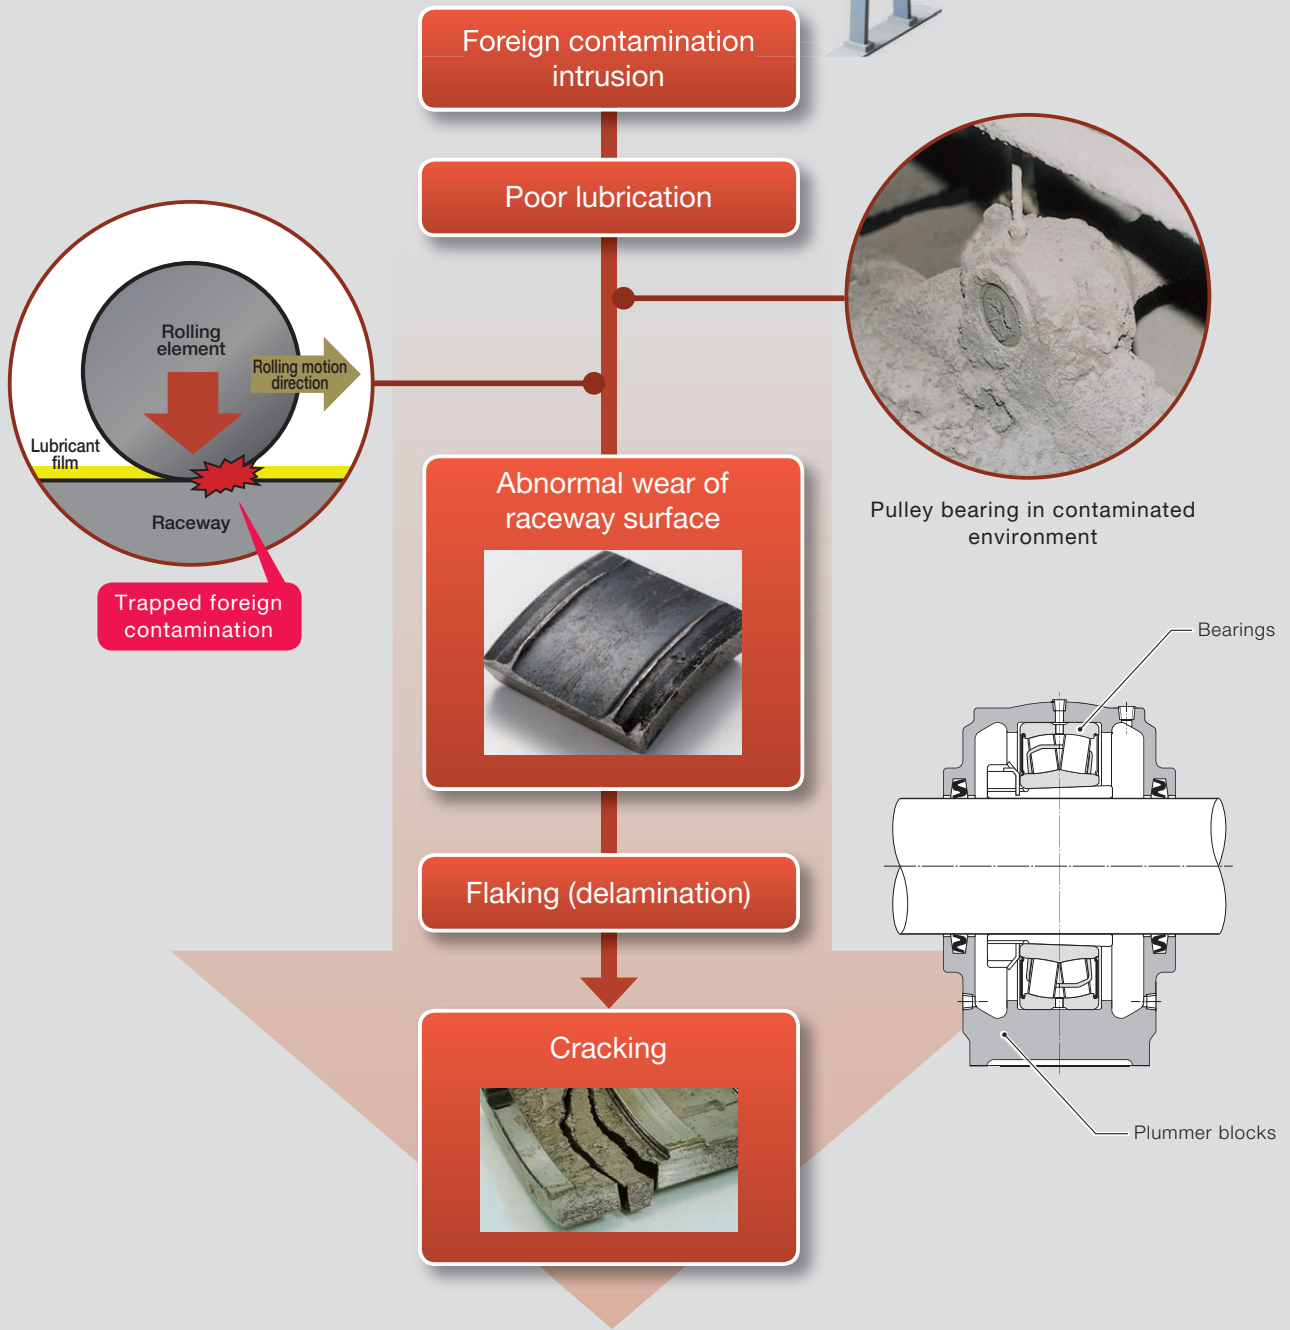 Foreign contamination
intrusion
Poor lubrication
Rolling
element
Rolling motion
direction
Lubricant
film
Raceway
Trapped foreign
contamination
Pulley bearing in contaminated
environment
Abnormal wear of
raceway surface
Bearings
Flaking (delamination)
Cracking
Plummer blocks